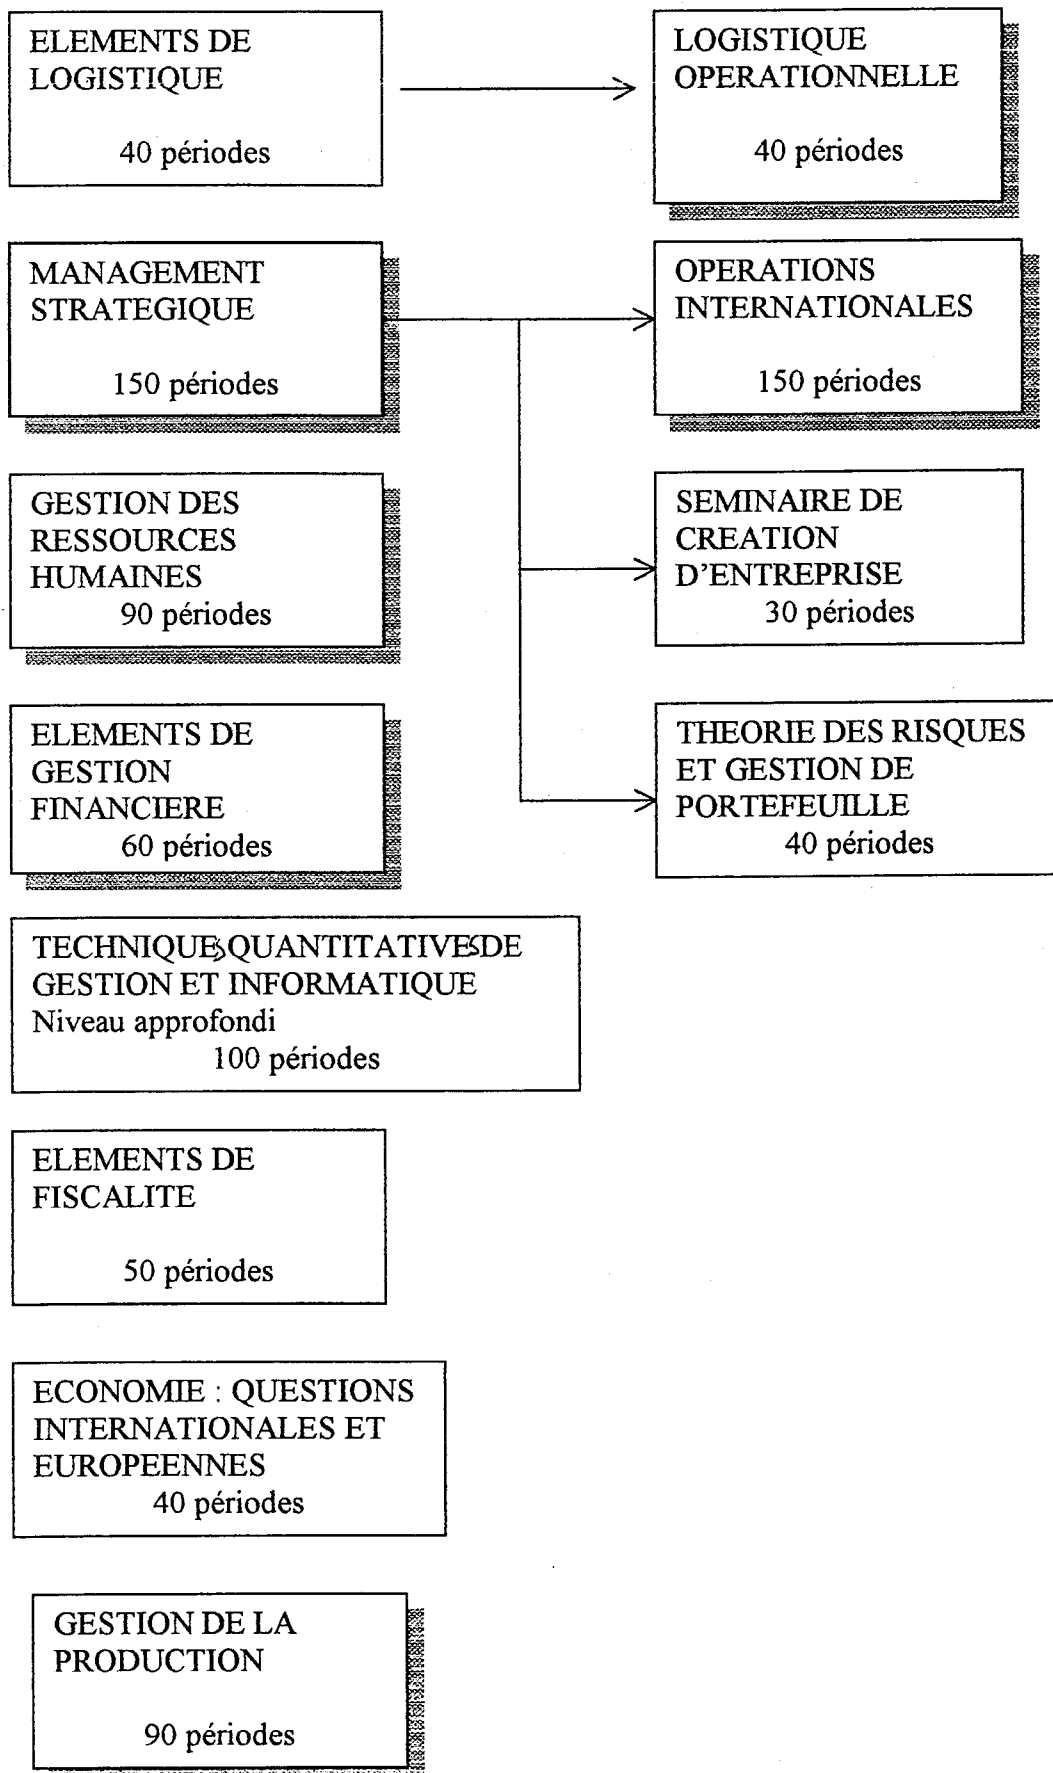 ELEMENTS DE
LOGISTIQUE
40 périodes
LOGISTIQUE
OPERATIONNELLE
40 périodes
MANAGEMENT
STRATEGIQUE
150 périodes
OPERATIONS
INTERNATIONALES
150 périodes
GESTION DES
RESSOURCES
HUMAINES
90 périodes
SEMINAIRE DE
CREATION
D'ENTREPRISE
30 périodes
ELEMENTS DE
GESTION
FINANCIERE
60 périodes
THEORIE DES RISQUES
ET GESTION DE
PORTEFEUILLE
40 périodes
TECHNIQUES QUANTITATIVES DE
GESTION ET INFORMATIQUE
Niveau approfondi
100 périodes
ELEMENTS DE
FISCALITE
50 périodes
ECONOMIE : QUESTIONS
INTERNATIONALES ET
EUROPEENNES
40 périodes
GESTION DE LA
PRODUCTION
90 périodes